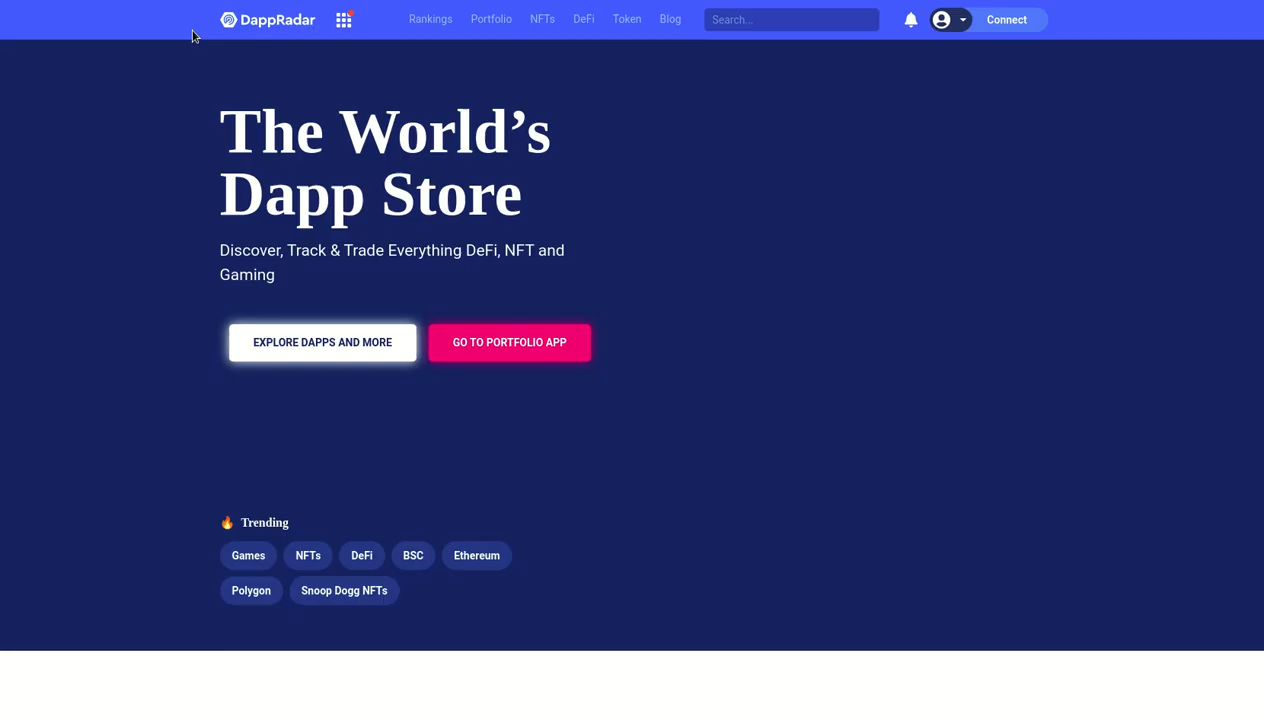 DappRadar
Rankings Portfolio NFTs DeFi Token Blog Search... Connect
The World’s
Dapp Store
Discover, Track & Trade Everything DeFi, NFT and
Gaming
EXPLORE DAPPS AND MORE GO TO PORTFOLIO APP
🔥 Trending
Games NFTs DeFi BSC Ethereum
Polygon Snoop Dogg NFTs